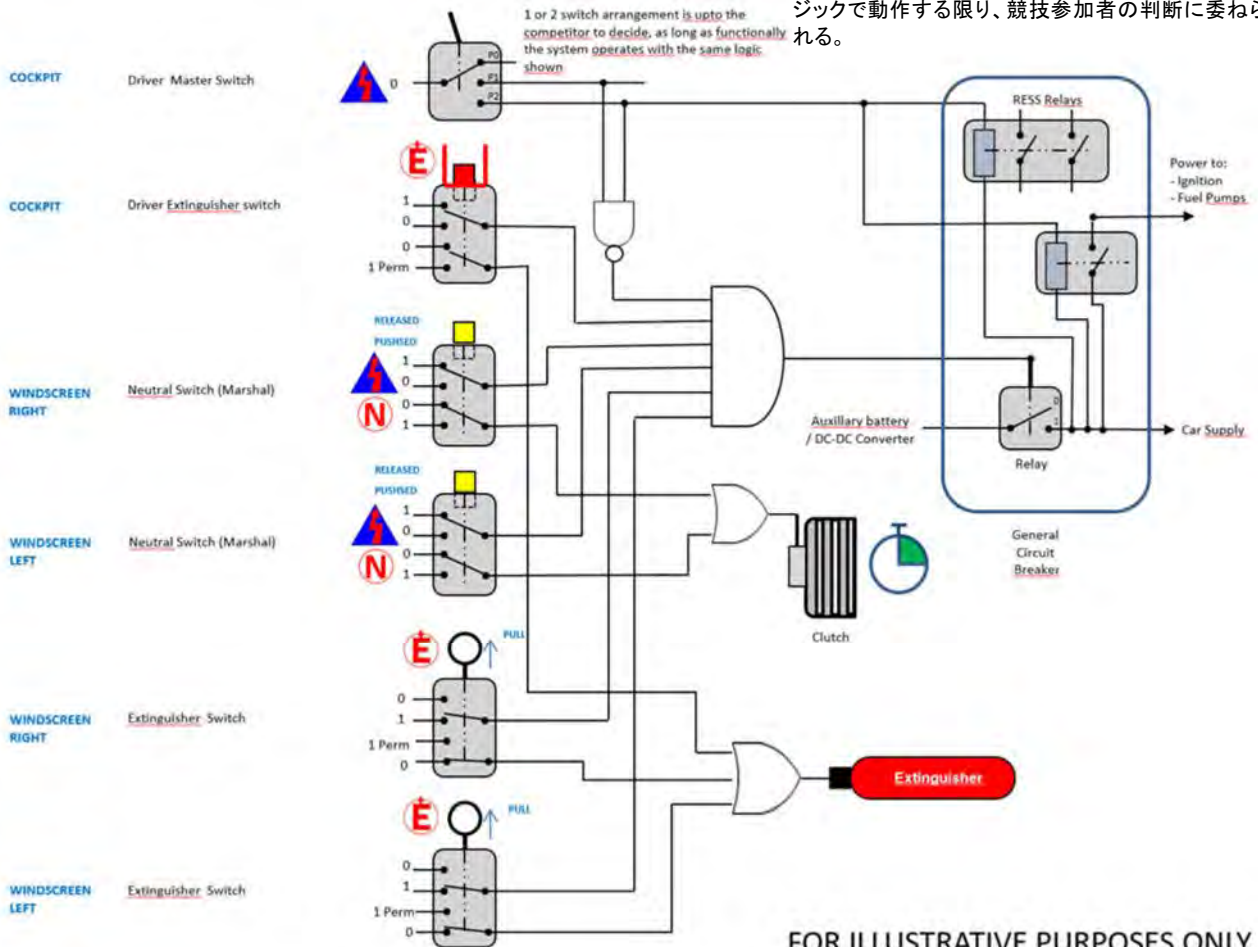 1 or 2 switch arrangement is upto the
competitor to decide, as long as functionally
the system operates with the same logic
shown
ジックで動作する限り、競技参加者の判断に委ねら
れる。
COCKPIT
Driver Master Switch
0
P0
P1
P2
RESS Relays
Power to:
- Ignition
- Fuel Pumps
E
COCKPIT
Driver Extinguisher switch
1
0
0
1 Perm
RELEASED
PUSHSED
WINDSCREEN
RIGHT
Neutral Switch (Marshal)
N
1
0
0
1
Auxillary battery
/ DC-DC Converter
0
1
Relay
Car Supply
General
Circuit
Breaker
RELEASED
PUSHSED
WINDSCREEN
LEFT
Neutral Switch (Marshal)
N
1
0
0
1
Clutch
E
PULL
WINDSCREEN
RIGHT
Extinguisher Switch
0
1
1 Perm
0
Extinguisher
E
PULL
WINDSCREEN
LEFT
Extinguisher Switch
0
1
1 Perm
0
FOR ILLUSTRATIVE PURPOSES ONLY